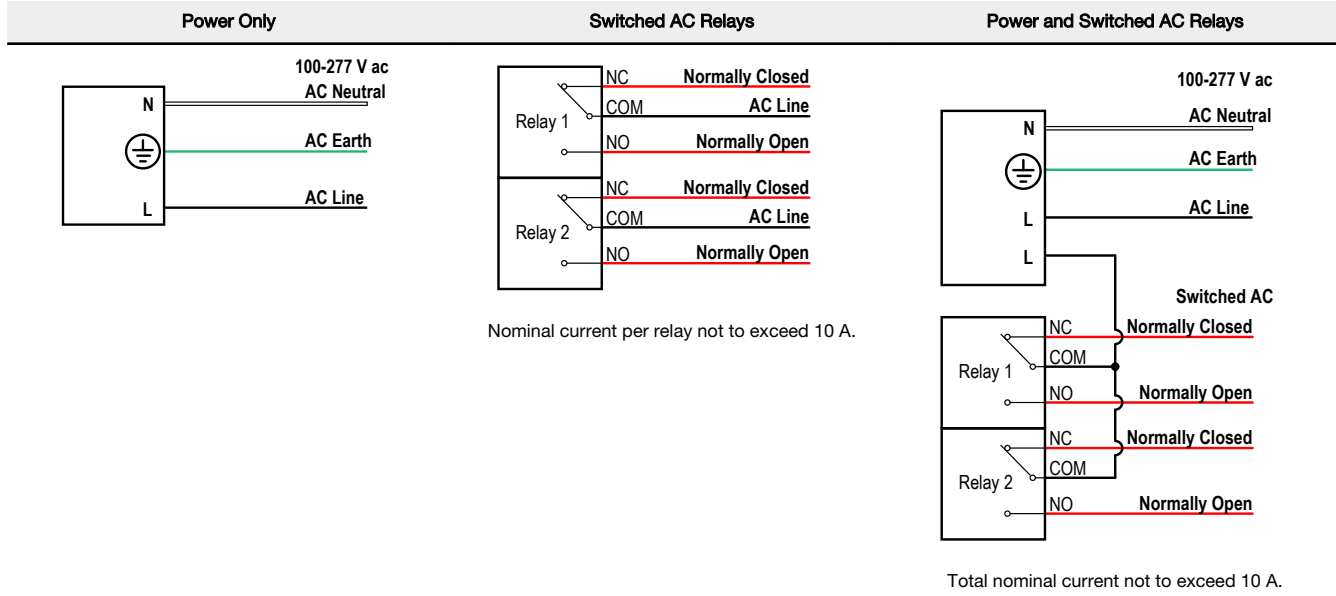 Power Only
Switched AC Relays
Power and Switched AC Relays
100-277 V ac
N
AC Neutral
AC Earth
L
AC Line
Relay 1
NC
Normally Closed
COM
AC Line
NO
Normally Open
Relay 2
NC
Normally Closed
COM
AC Line
NO
Normally Open
Nominal current per relay not to exceed 10 A.
100-277 V ac
N
AC Neutral
AC Earth
L
AC Line
L
Switched AC
Relay 1
NC
Normally Closed
COM
NO
Normally Open
Relay 2
NC
Normally Closed
COM
NO
Normally Open
Total nominal current not to exceed 10 A.